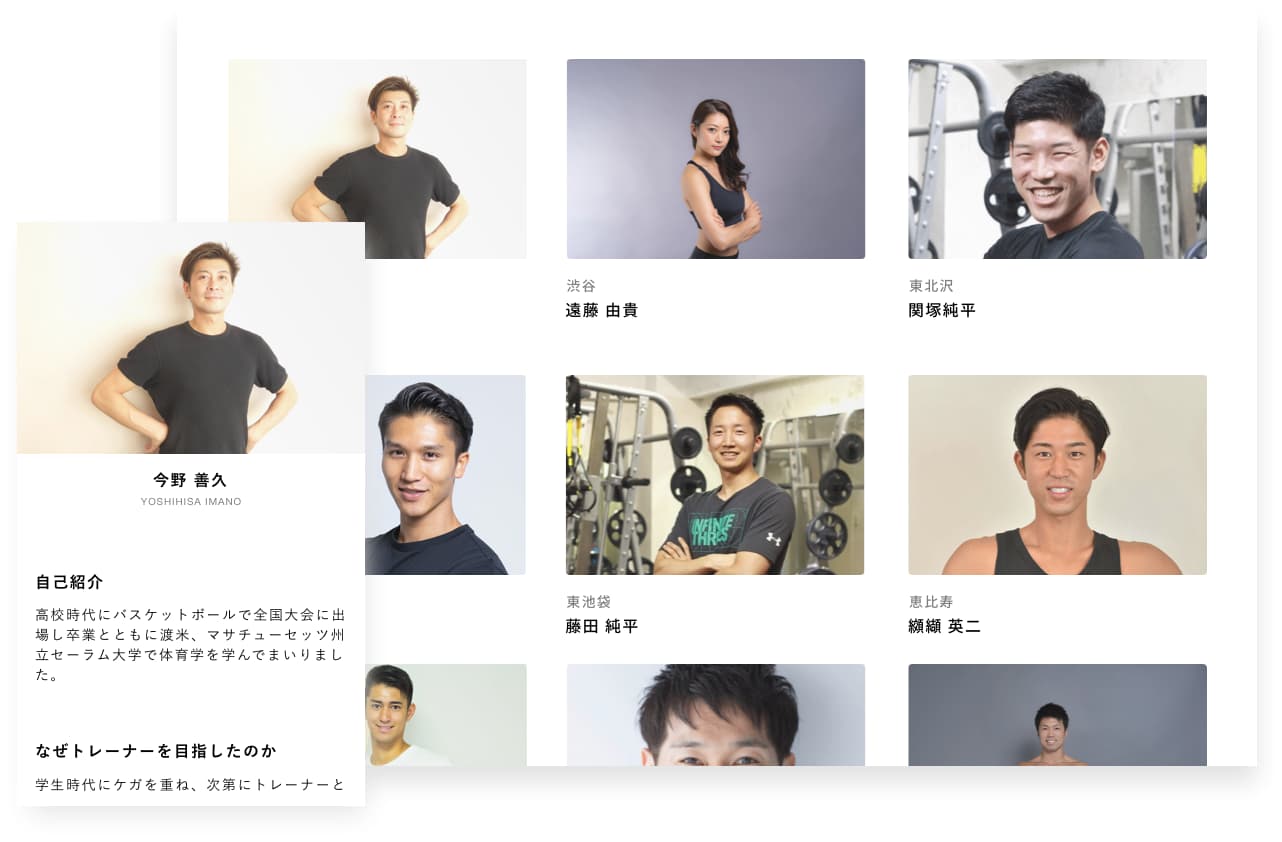 渋谷
遠藤 由貴
東北沢
関塚純平
今野 善久
YOSHIHISA IMANO
自己紹介
高校時代にバスケットボールで全国大会に出
場し卒業とともに渡米、マサチューセッツ州
立セーラム大学で体育学を学んでまいりまし
た。
なぜトレーナーを目指したのか
学生時代にケガを重ね、次第にトレーナーと
INFINITE
東池袋
藤田 純平
恵比寿
纐纈 英二